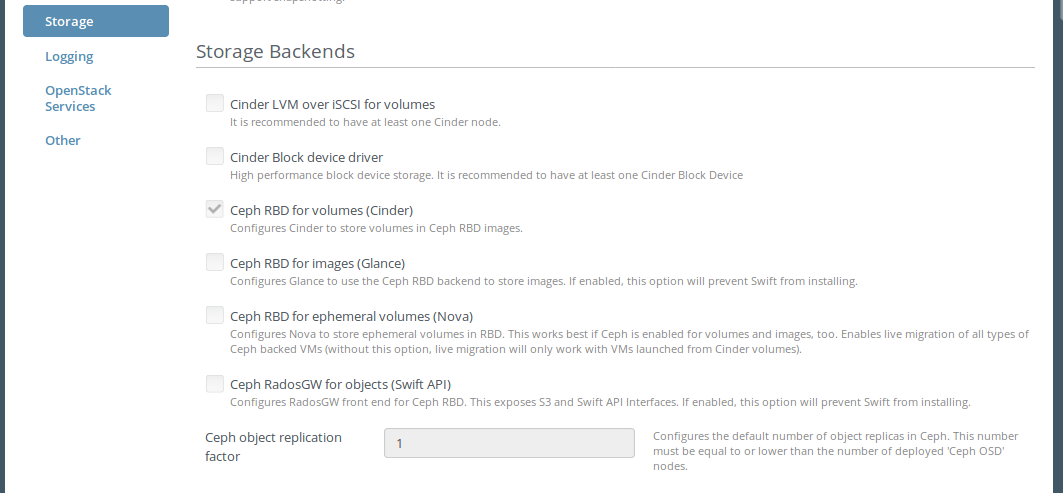 support snapshotting.
Storage
Logging
OpenStack
Services
Other
Storage Backends
Cinder LVM over iSCSI for volumes
It is recommended to have at least one Cinder node.
Cinder Block device driver
High performance block device storage. It is recommended to have at least one Cinder Block Device
Ceph RBD for volumes (Cinder)
Configures Cinder to store volumes in Ceph RBD images.
Ceph RBD for images (Glance)
Configures Glance to use the Ceph RBD backend to store images. If enabled, this option will prevent Swift from installing.
Ceph RBD for ephemeral volumes (Nova)
Configures Nova to store ephemeral volumes in RBD. This works best if Ceph is enabled for volumes and images, too. Enables live migration of all types of
Ceph backed VMs (without this option, live migration will only work with VMs launched from Cinder volumes).
Ceph RadosGW for objects (Swift API)
Configures RadosGW front end for Ceph RBD. This exposes S3 and Swift API Interfaces. If enabled, this option will prevent Swift from installing.
Ceph object replication
factor
1
Configures the default number of object replicas in Ceph. This number
must be equal to or lower than the number of deployed 'Ceph OSD'
nodes.